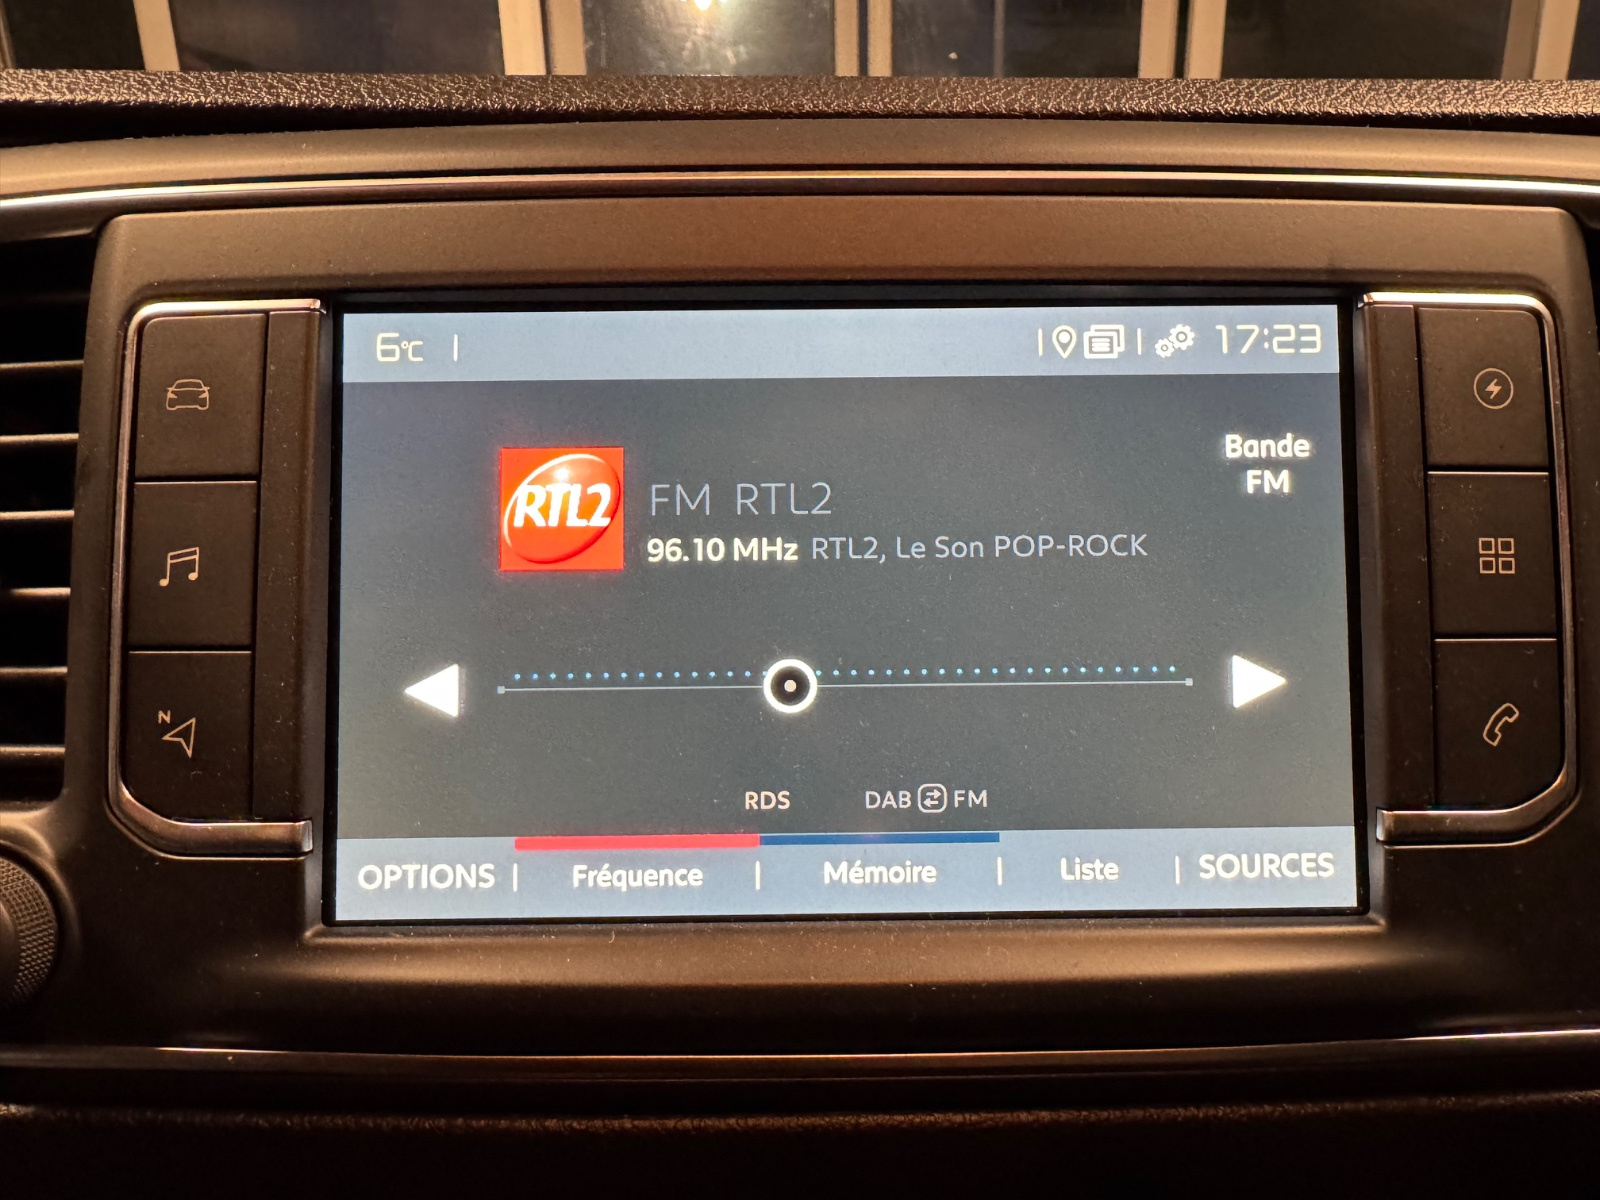 6°C
17:23
Bande
FM
RTL2
FM RTL2
96.10 MHz RTL2, Le Son POP-ROCK
N
RDS DAB FM
OPTIONS Fréquence Mémoire Liste SOURCES